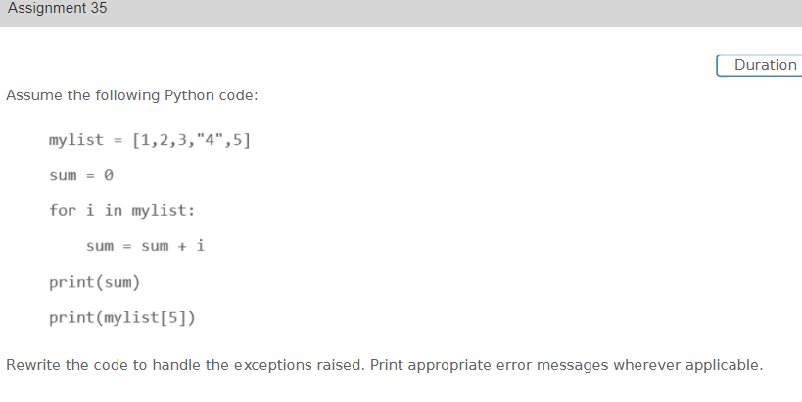 Assignment 35
Duration
Assume the following Python code:
mylist = [1,2,3,"4",5]
sum = 0
for i in mylist:
sum = sum + i
print(sum)
print(mylist[5])
Rewrite the code to handle the exceptions raised. Print appropriate error messages wherever applicable.